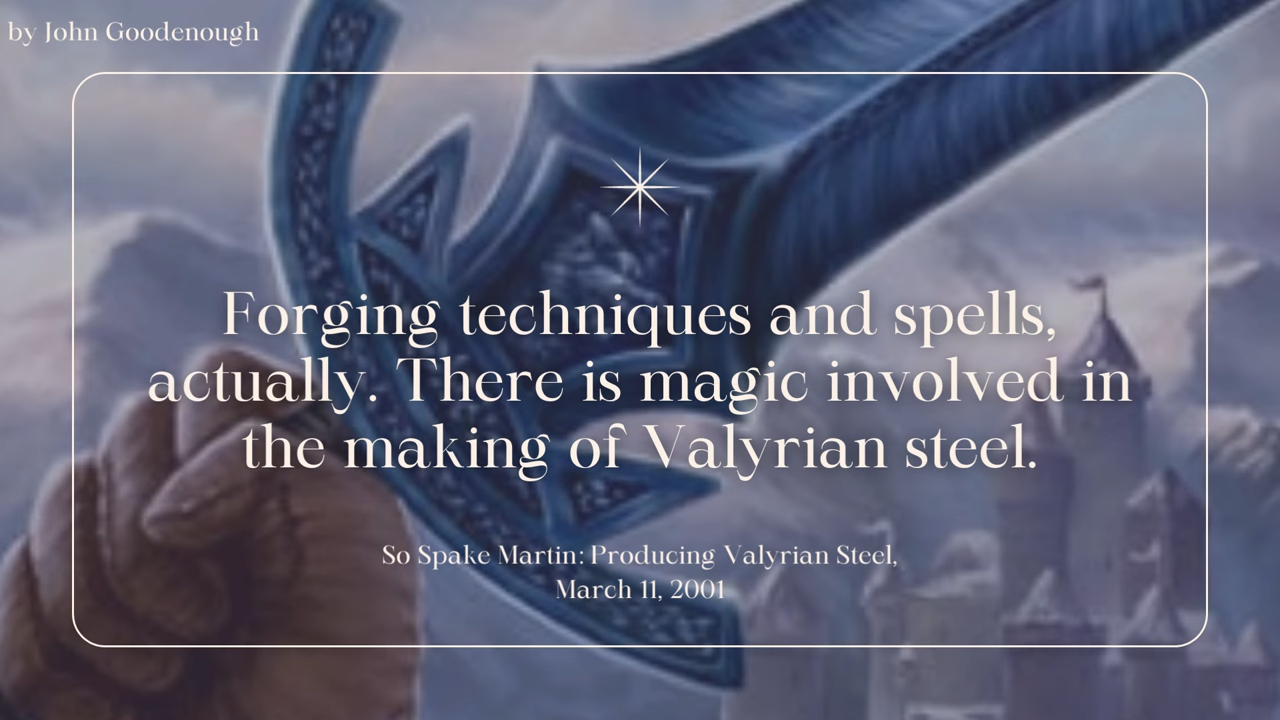 by John Goodenough
Forging techniques and spells,
actually. There is magic involved in
the making of Valyrian steel.
So Spake Martin: Producing Valyrian Steel,
March 11, 2001